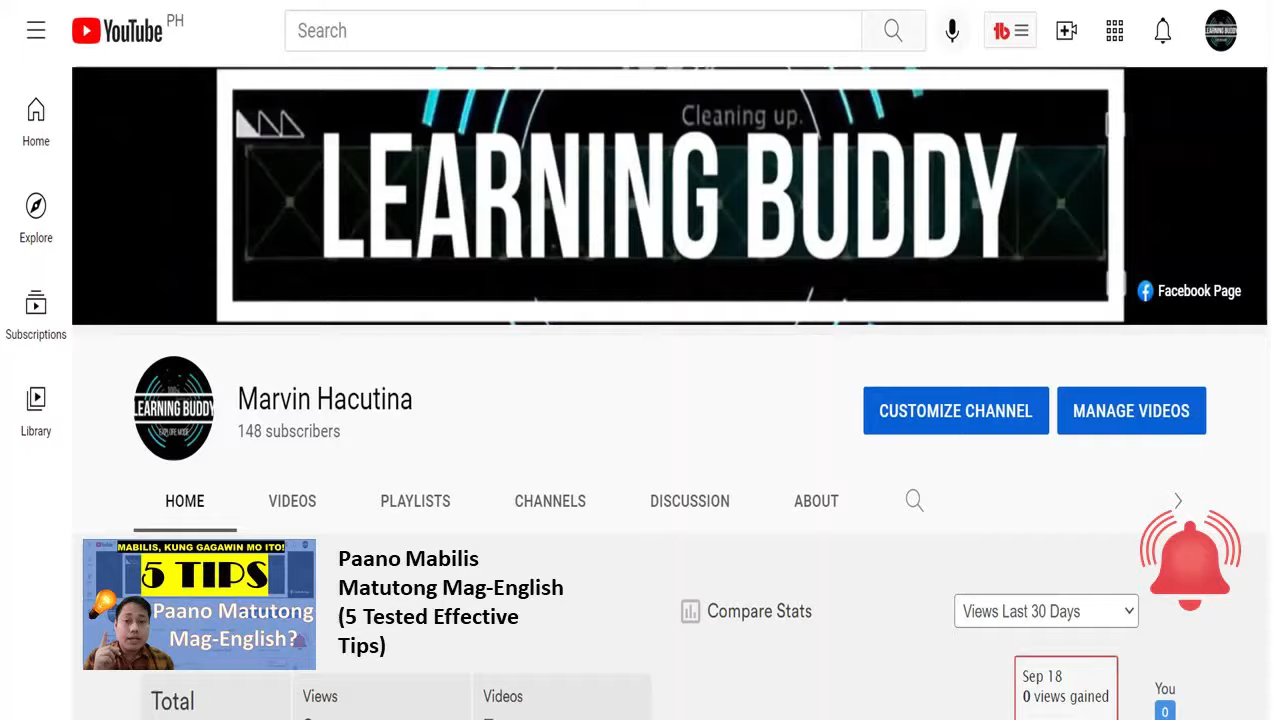 YouTube PH
Search
Home
Explore
Subscriptions
Library
Cleaning up.
LEARNING BUDDY
Facebook Page
LEARNING BUDDY
Marvin Hacutina
148 subscribers
CUSTOMIZE CHANNEL
MANAGE VIDEOS
HOME
VIDEOS
PLAYLISTS
CHANNELS
DISCUSSION
ABOUT
MABILIS, KUNG GAGAWIN MO ITO!
5 TIPS
Paano Matutong
Mag-English?
Paano Mabilis
Matutong Mag-English
(5 Tested Effective
Tips)
Compare Stats
Views Last 30 Days
Sep 18
0 views gained
You
0
Total
Views
Videos